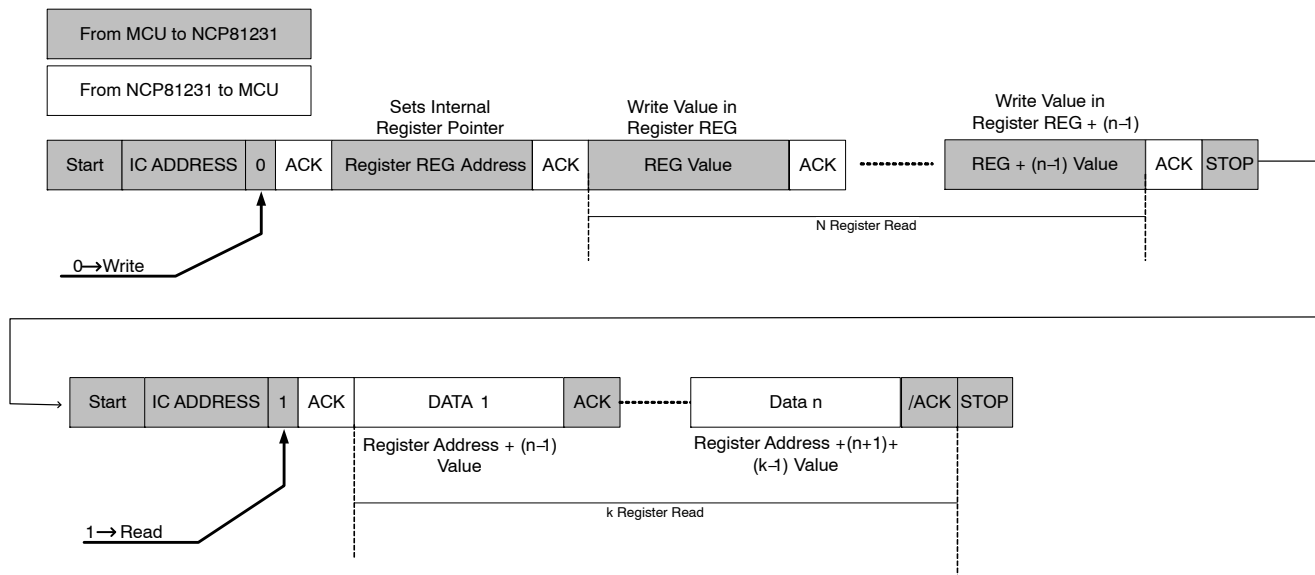 From MCU to NCP81231
From NCP81231 to MCU
Sets Internal
Register Pointer
Write Value in
Register REG
Write Value in
Register REG + (n–1)
Start IC ADDRESS 0 ACK Register REG Address ACK REG Value ACK REG + (n–1) Value ACK STOP
N Register Read
0→Write
Start IC ADDRESS 1 ACK DATA 1 ACK Data n /ACK STOP
Register Address + (n–1)
Value
Register Address +(n+1)+
(k–1) Value
k Register Read
1→Read